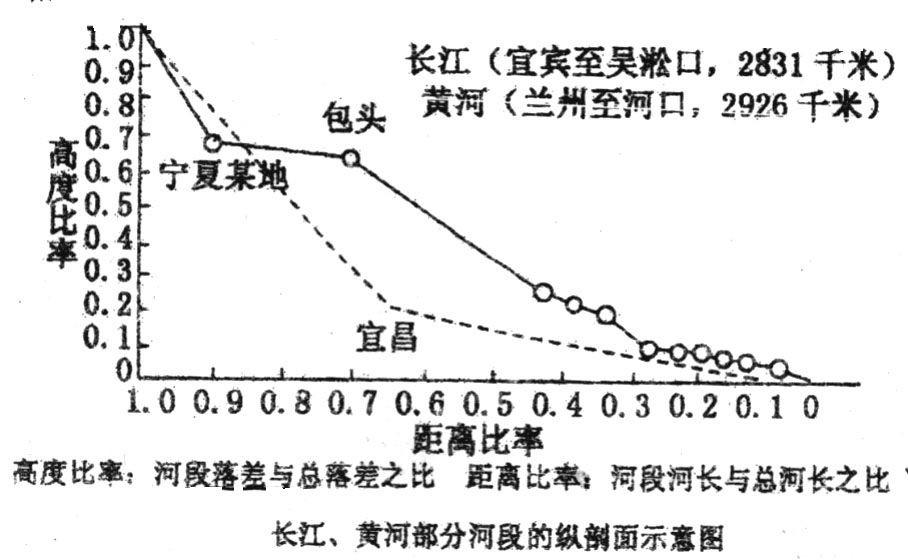 长江（宜宾至吴淞口，2831千米）
黄河（兰州至河口，2926千米）
高度比率
1.0
0.9
0.8
0.7
0.6
0.5
0.4
0.3
0.2
0.1
0
包头
宁夏某地
宜昌
1.0 0.9 0.8 0.7 0.6 0.5 0.4 0.3 0.2 0.1 0
距离比率
高度比率：河段落差与总落差之比 距离比率：河段河长与总河长之比
长江、黄河部分河段的纵剖面示意图